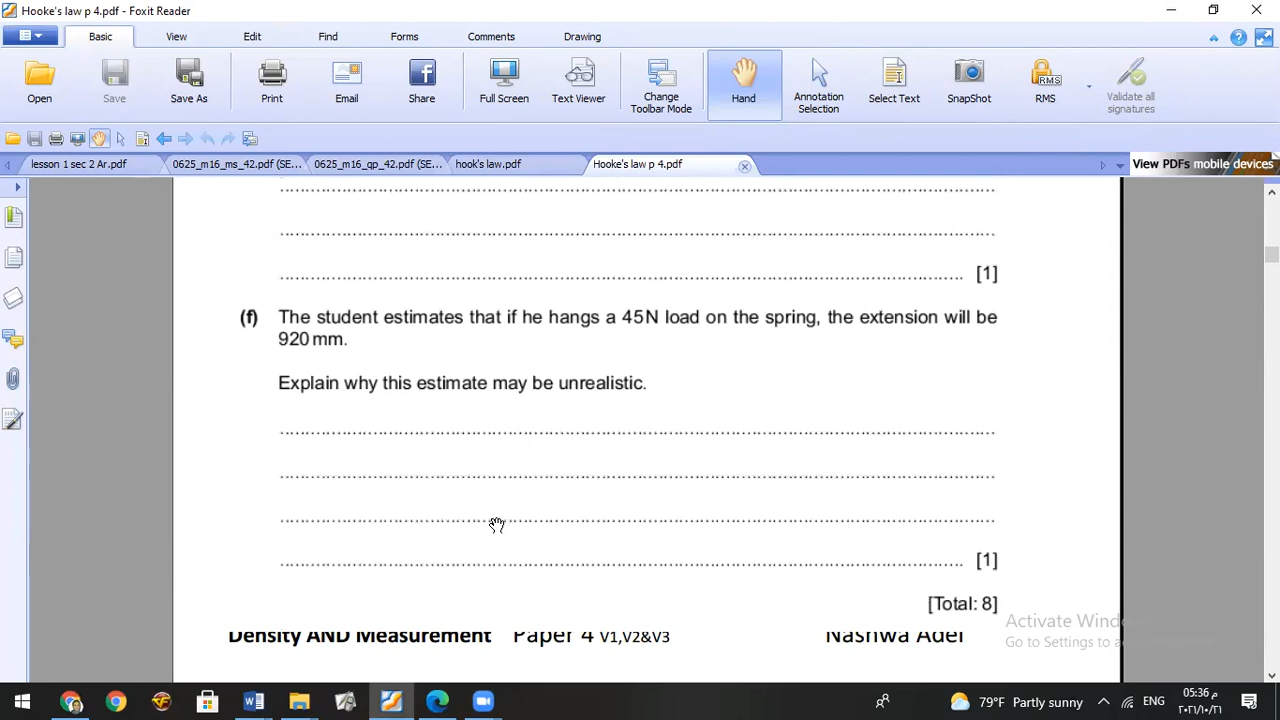 Hooke's law p 4.pdf - Foxit Reader
Basic View Edit Find Forms Comments Drawing
Open Save Save As Print Email Share Full Screen Text Viewer Change Toolbar Mode Hand Annotation Selection Select Text SnapShot RMS Validate all signatures
lesson 1 sec 2 Ar.pdf 0625_m16_ms_42.pdf (SE... 0625_m16_qp_42.pdf (SE... hook's law.pdf Hooke's law p 4.pdf View PDFs mobile devices
[1]
(f) The student estimates that if he hangs a 45N load on the spring, the extension will be
920mm.
Explain why this estimate may be unrealistic.
[1]
[Total: 8]
Density AND Measurement Paper 4 V1,V2&V3 Nashwa Adel
Activate Windo
Go to Settings to a
79°F Partly sunny ENG 05:36 م
٢٠٢١/١٠/٢٦